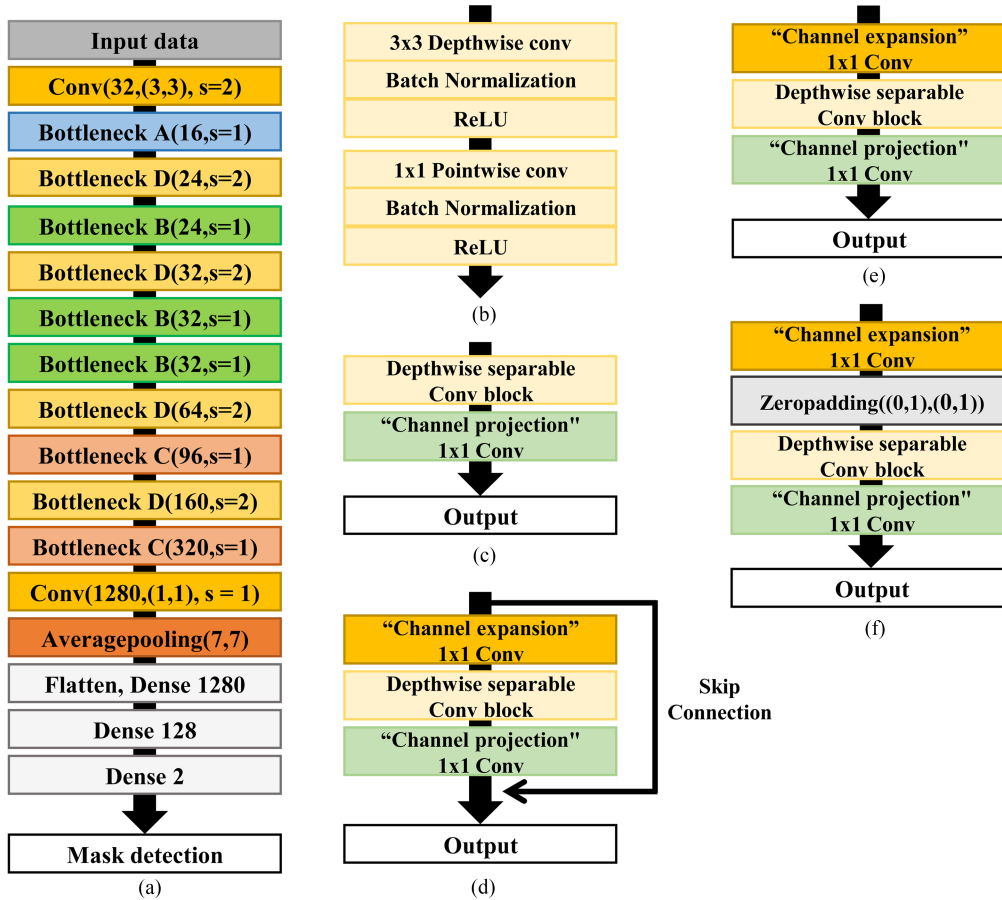 Input data
Conv(32,(3,3), s=2)
Bottleneck A(16,s=1)
Bottleneck D(24,s=2)
Bottleneck B(24,s=1)
Bottleneck D(32,s=2)
Bottleneck B(32,s=1)
Bottleneck B(32,s=1)
Bottleneck D(64,s=2)
Bottleneck C(96,s=1)
Bottleneck D(160,s=2)
Bottleneck C(320,s=1)
Conv(1280,(1,1), s = 1)
Averagepooling(7,7)
Flatten, Dense 1280
Dense 128
Dense 2
Mask detection
(a)
3x3 Depthwise conv
Batch Normalization
ReLU
1x1 Pointwise conv
Batch Normalization
ReLU
(b)
Depthwise separable
Conv block
“Channel projection"
1x1 Conv
Output
(c)
“Channel expansion”
1x1 Conv
Depthwise separable
Conv block
“Channel projection"
1x1 Conv
Skip
Connection
Output
(d)
“Channel expansion”
1x1 Conv
Depthwise separable
Conv block
“Channel projection"
1x1 Conv
Output
(e)
“Channel expansion”
1x1 Conv
Zeropadding((0,1),(0,1))
Depthwise separable
Conv block
“Channel projection"
1x1 Conv
Output
(f)